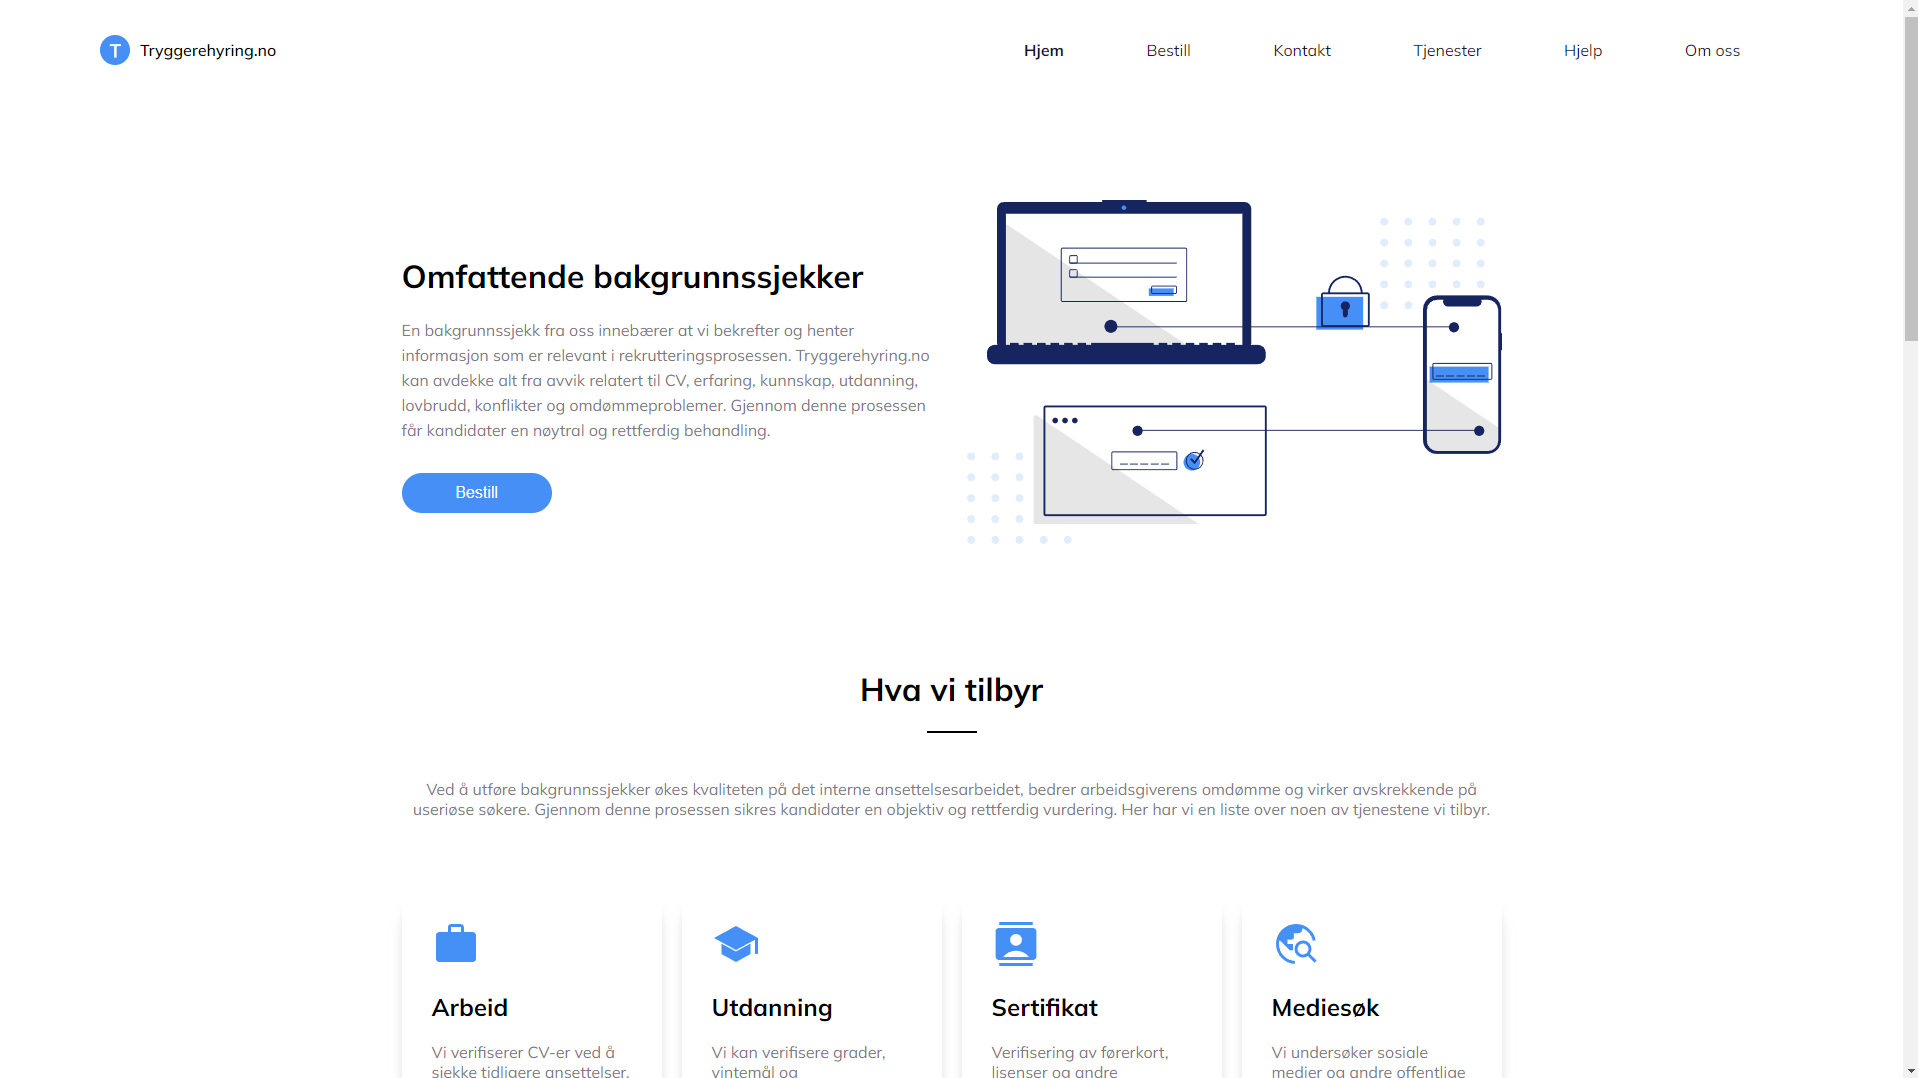 T Tryggerehyring.no
Hjem Bestill Kontakt Tjenester Hjelp Om oss
Omfattende bakgrunnssjekker
En bakgrunnssjekk fra oss innebærer at vi bekrefter og henter
informasjon som er relevant i rekrutteringsprosessen. Tryggerehyring.no
kan avdekke alt fra avvik relatert til CV, erfaring, kunnskap, utdanning,
lovbrudd, konflikter og omdømmeproblemer. Gjennom denne prosessen
får kandidater en nøytral og rettferdig behandling.
Bestill
Hva vi tilbyr
Ved å utføre bakgrunnssjekker økes kvaliteten på det interne ansettelsesarbeidet, bedrer arbeidsgiverens omdømme og virker avskrekkende på
useriøse søkere. Gjennom denne prosessen sikres kandidater en objektiv og rettferdig vurdering. Her har vi en liste over noen av tjenestene vi tilbyr.
Arbeid
Vi verifiserer CV-er ved å
sjekke tidligere ansettelser,
Utdanning
Vi kan verifisere grader,
vintemål og
Sertifikat
Verifisering av førerkort,
lisenser og andre
Mediesøk
Vi undersøker sosiale
medier og andre offentlige